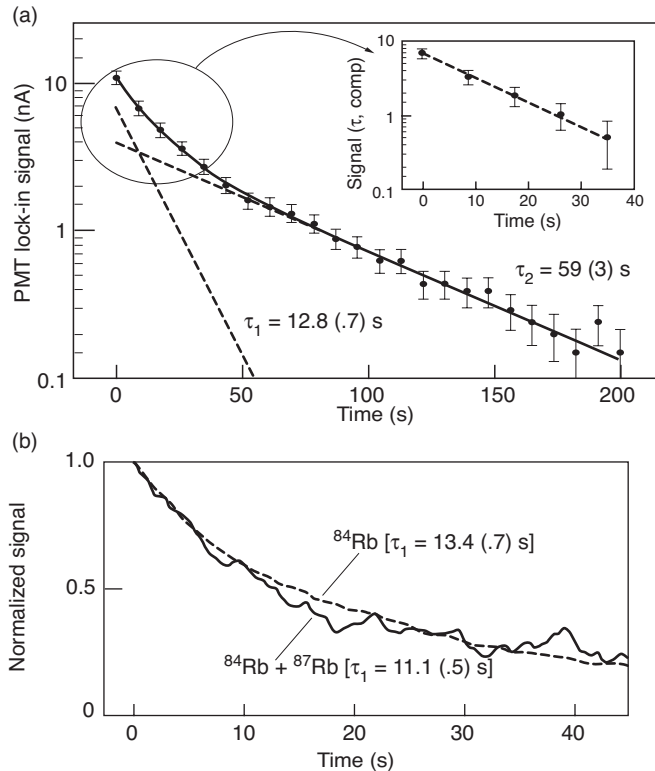 (a)
10
1
0.1
PMT lock-in signal (nA)
0 50 100 150 200
Time (s)
τ1 = 12.8 (.7) s
τ2 = 59 (3) s
10
1
0.1
Signal (τ, comp)
0 10 20 30 40
Time (s)
(b)
1.0
0.5
0
Normalized signal
84Rb [τ1 = 13.4 (.7) s]
84Rb + 87Rb [τ1 = 11.1 (.5) s]
0 10 20 30 40
Time (s)